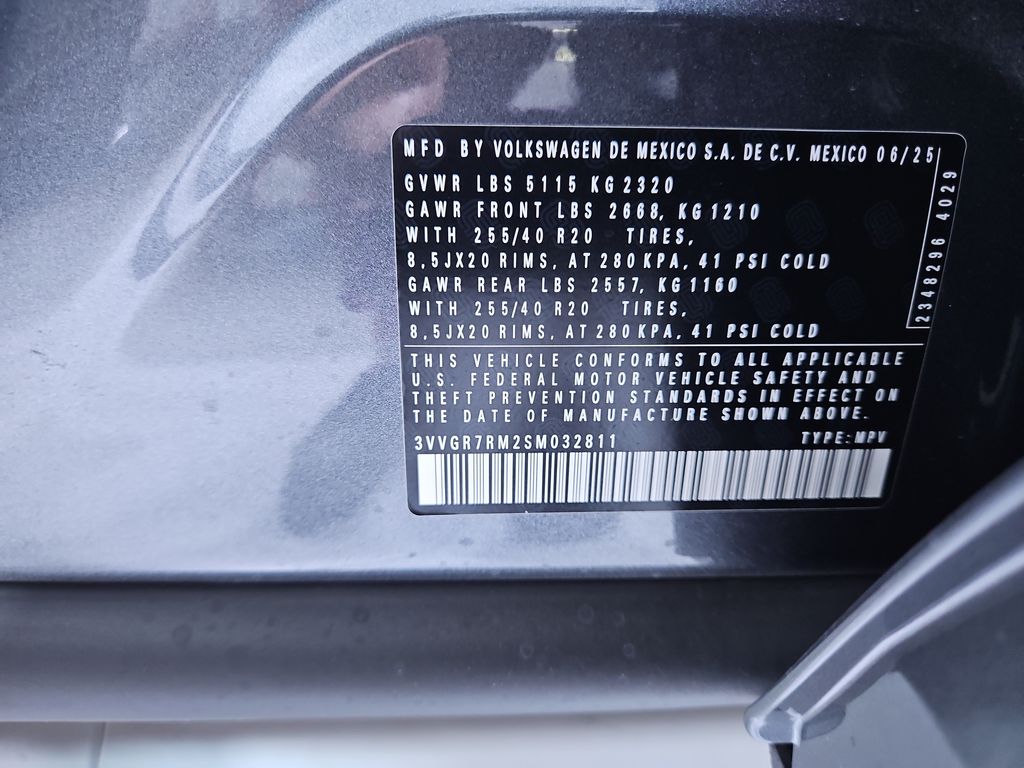 MFD BY VOLKSWAGEN DE MEXICO S.A. DE C.V. MEXICO 06/25
GVWR LBS 5115 KG 2320
GAWR FRONT LBS 2668, KG 1210
WITH 255/40 R20 TIRES,
8,5JX20 RIMS, AT 280 KPA, 41 PSI COLD
GAWR REAR LBS 2557, KG 1160
WITH 255/40 R20 TIRES,
8,5JX20 RIMS, AT 280 KPA, 41 PSI COLD
2348296 4029
THIS VEHICLE CONFORMS TO ALL APPLICABLE
U.S. FEDERAL MOTOR VEHICLE SAFETY AND
THEFT PREVENTION STANDARDS IN EFFECT ON
THE DATE OF MANUFACTURE SHOWN ABOVE.
3VVGR7RM2SM032811 TYPE:MPV